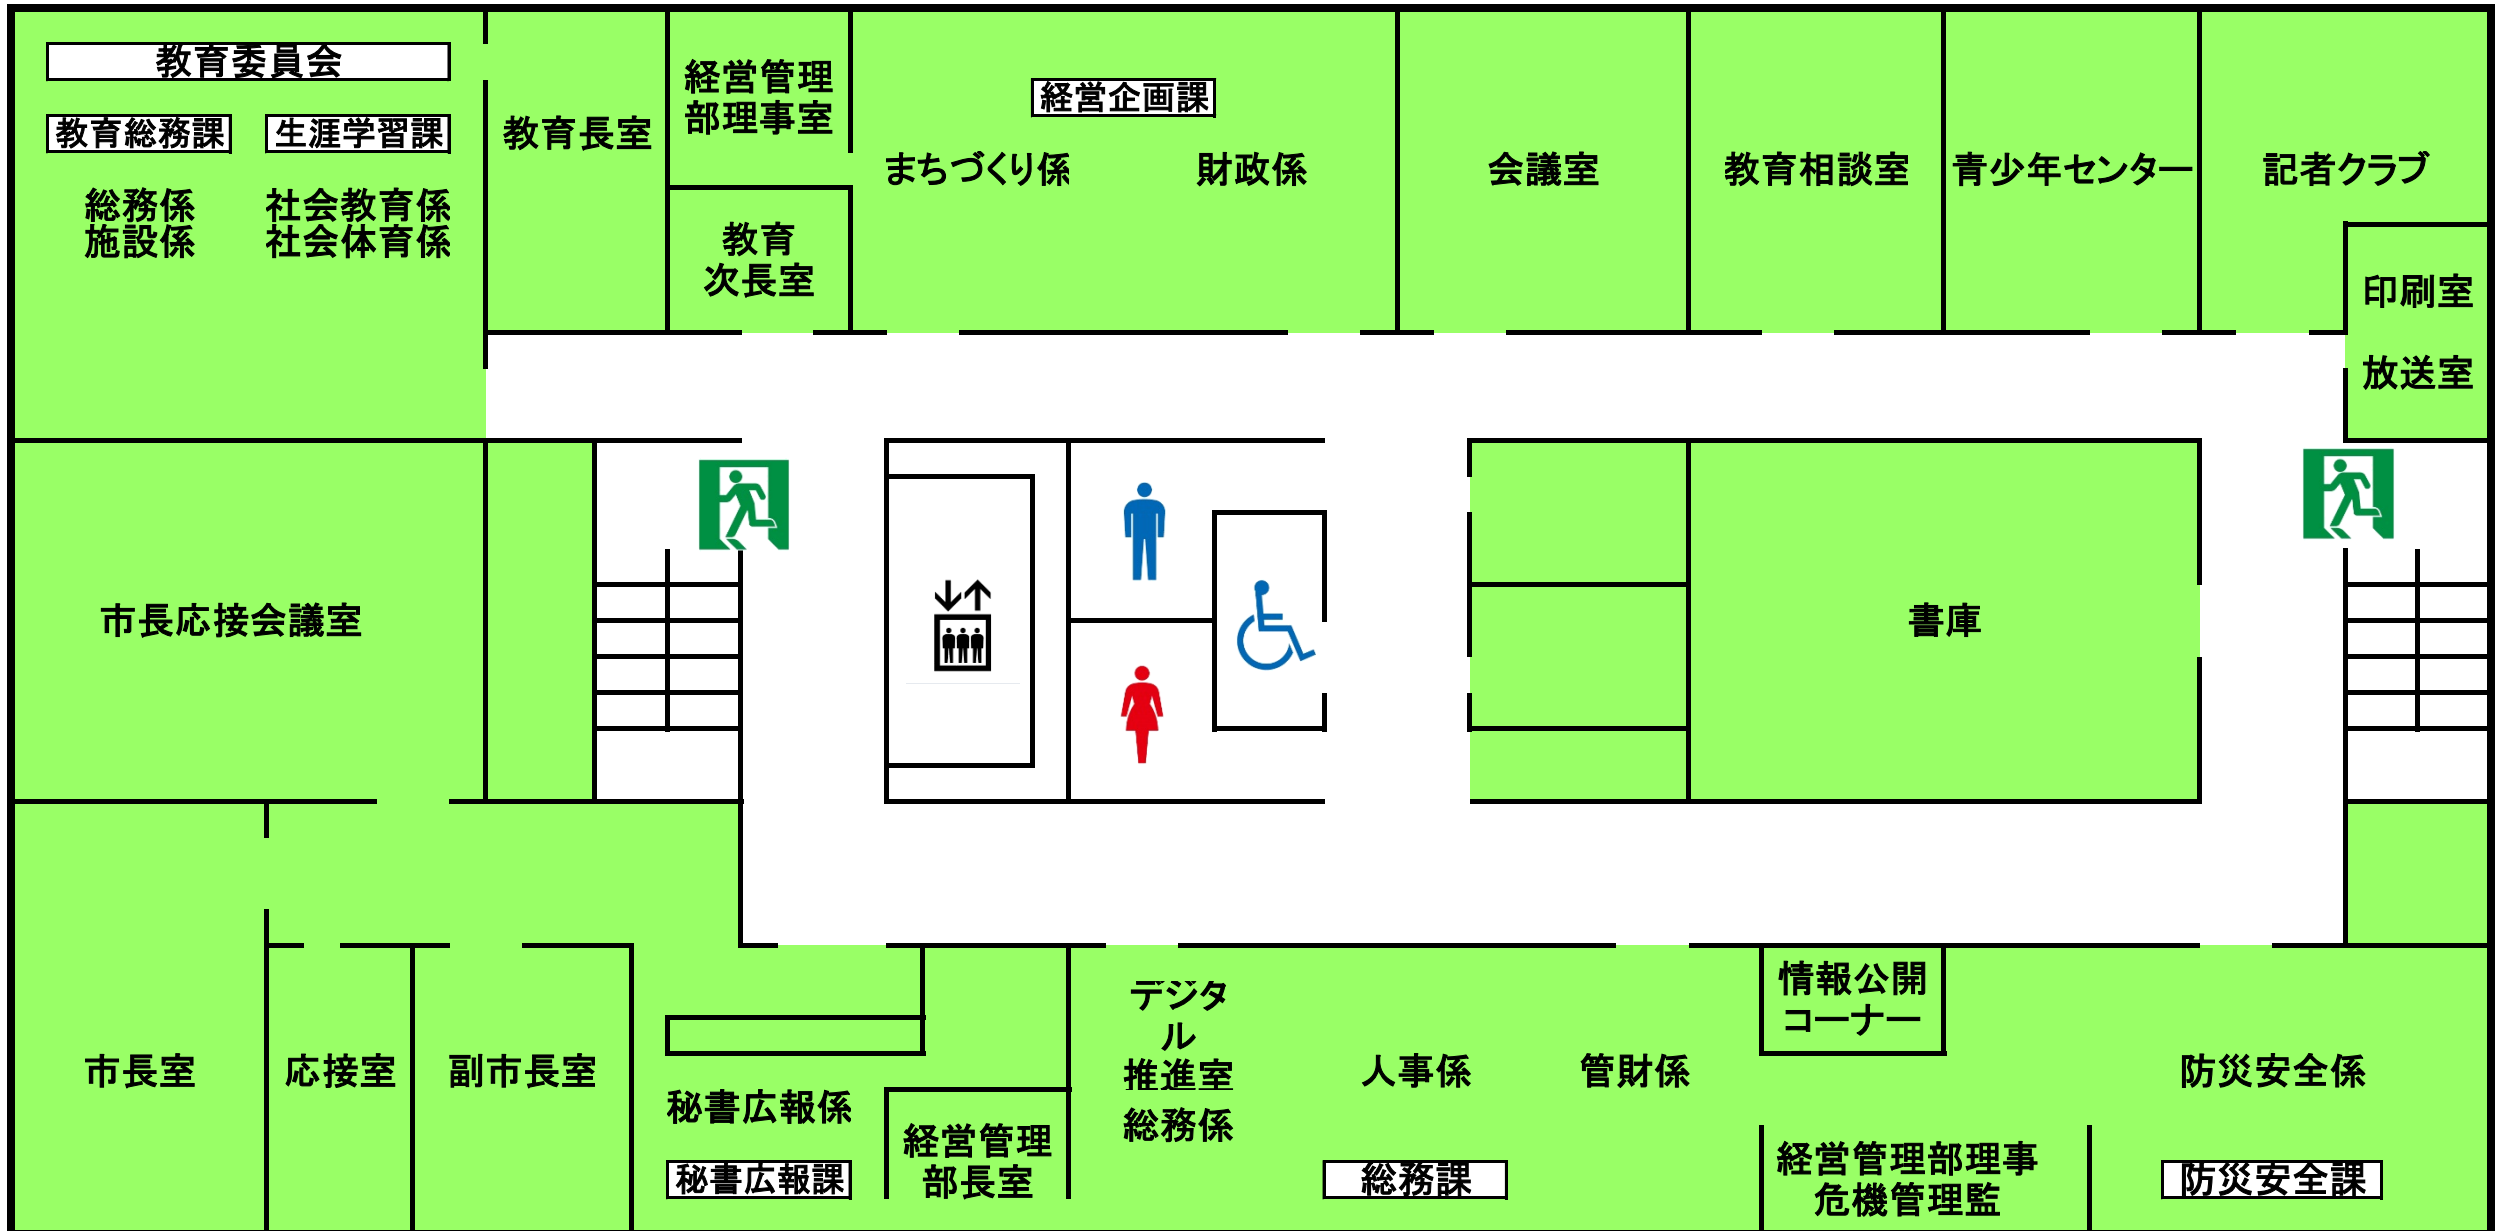 教育委員会
教育総務課
生涯学習課
総務係
施設係
社会教育係
社会体育係
教育長室
経営管理
部理事室
教育
次長室
経営企画課
まちづくり係
財政係
会議室
教育相談室
青少年センター
記者クラブ
印刷室
放送室
市長応接会議室
書庫
市長室
応接室
副市長室
秘書広報係
秘書広報課
経営管理
部長室
デジタ
ル
推進室
総務係
人事係
管財係
総務課
情報公開
コーナー
経営管理部理事
危機管理監
防災安全係
防災安全課